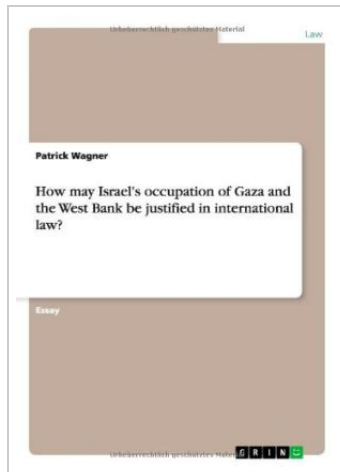 Urheberrechtlich geschütztes Material
Law
Patrick Wagner
How may Israel's occupation of Gaza and
the West Bank be justified in international
law?
Essay
Urheberrechtlich geschütztes
GRIN